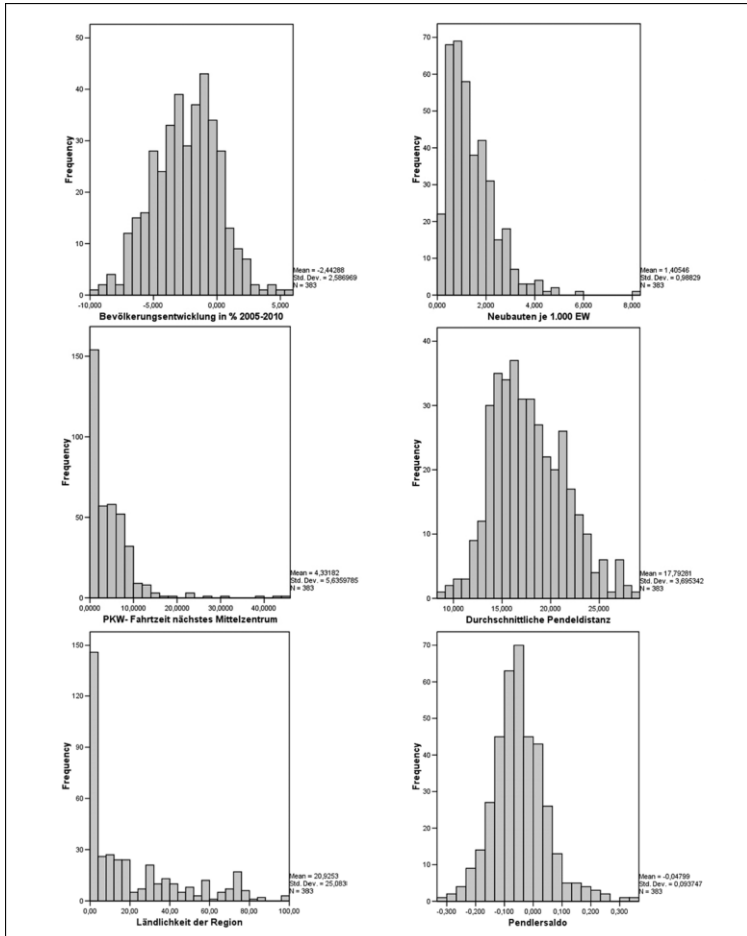 50
40
30
20
10
0
Frequency
-10,000
-5,000
0,000
5,000
Bevölkerungsentwicklung in % 2005-2010
Mean = -2,44288
Std. Dev. = 2,586969
N = 383
70
60
50
40
30
20
10
0
Frequency
0,000
2,000
4,000
6,000
8,000
Neubauten je 1.000 EW
Mean = 1,40546
Std. Dev. = 0,98829
N = 383
150
100
50
0
Frequency
0,0000
10,0000
20,0000
30,0000
40,0000
PKW- Fahrtzeit nächstes Mittelzentrum
Mean = 4,33182
Std. Dev. = 5,6359785
N = 383
40
30
20
10
0
Frequency
10,000
15,000
20,000
25,000
Durchschnittliche Pendeldistanz
Mean = 17,79281
Std. Dev. = 3,695342
N = 383
150
120
90
60
30
0
Frequency
0,00
20,00
40,00
60,00
80,00
100,00
Ländlichkeit der Region
Mean = 20,9253
Std. Dev. = 25,083
N = 383
70
60
50
40
30
20
10
0
Frequency
-0,300
-0,200
-0,100
0,000
0,100
0,200
0,300
Pendlersaldo
Mean = -0,04799
Std. Dev. = 0,093747
N = 383